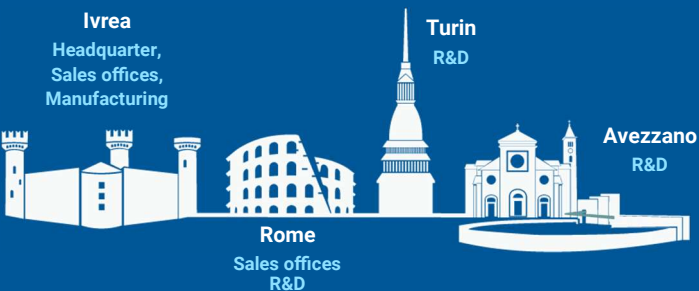 Ivrea
Headquarter,
Sales offices,
Manufacturing
Turin
R&D
Avezzano
R&D
Rome
Sales offices
R&D